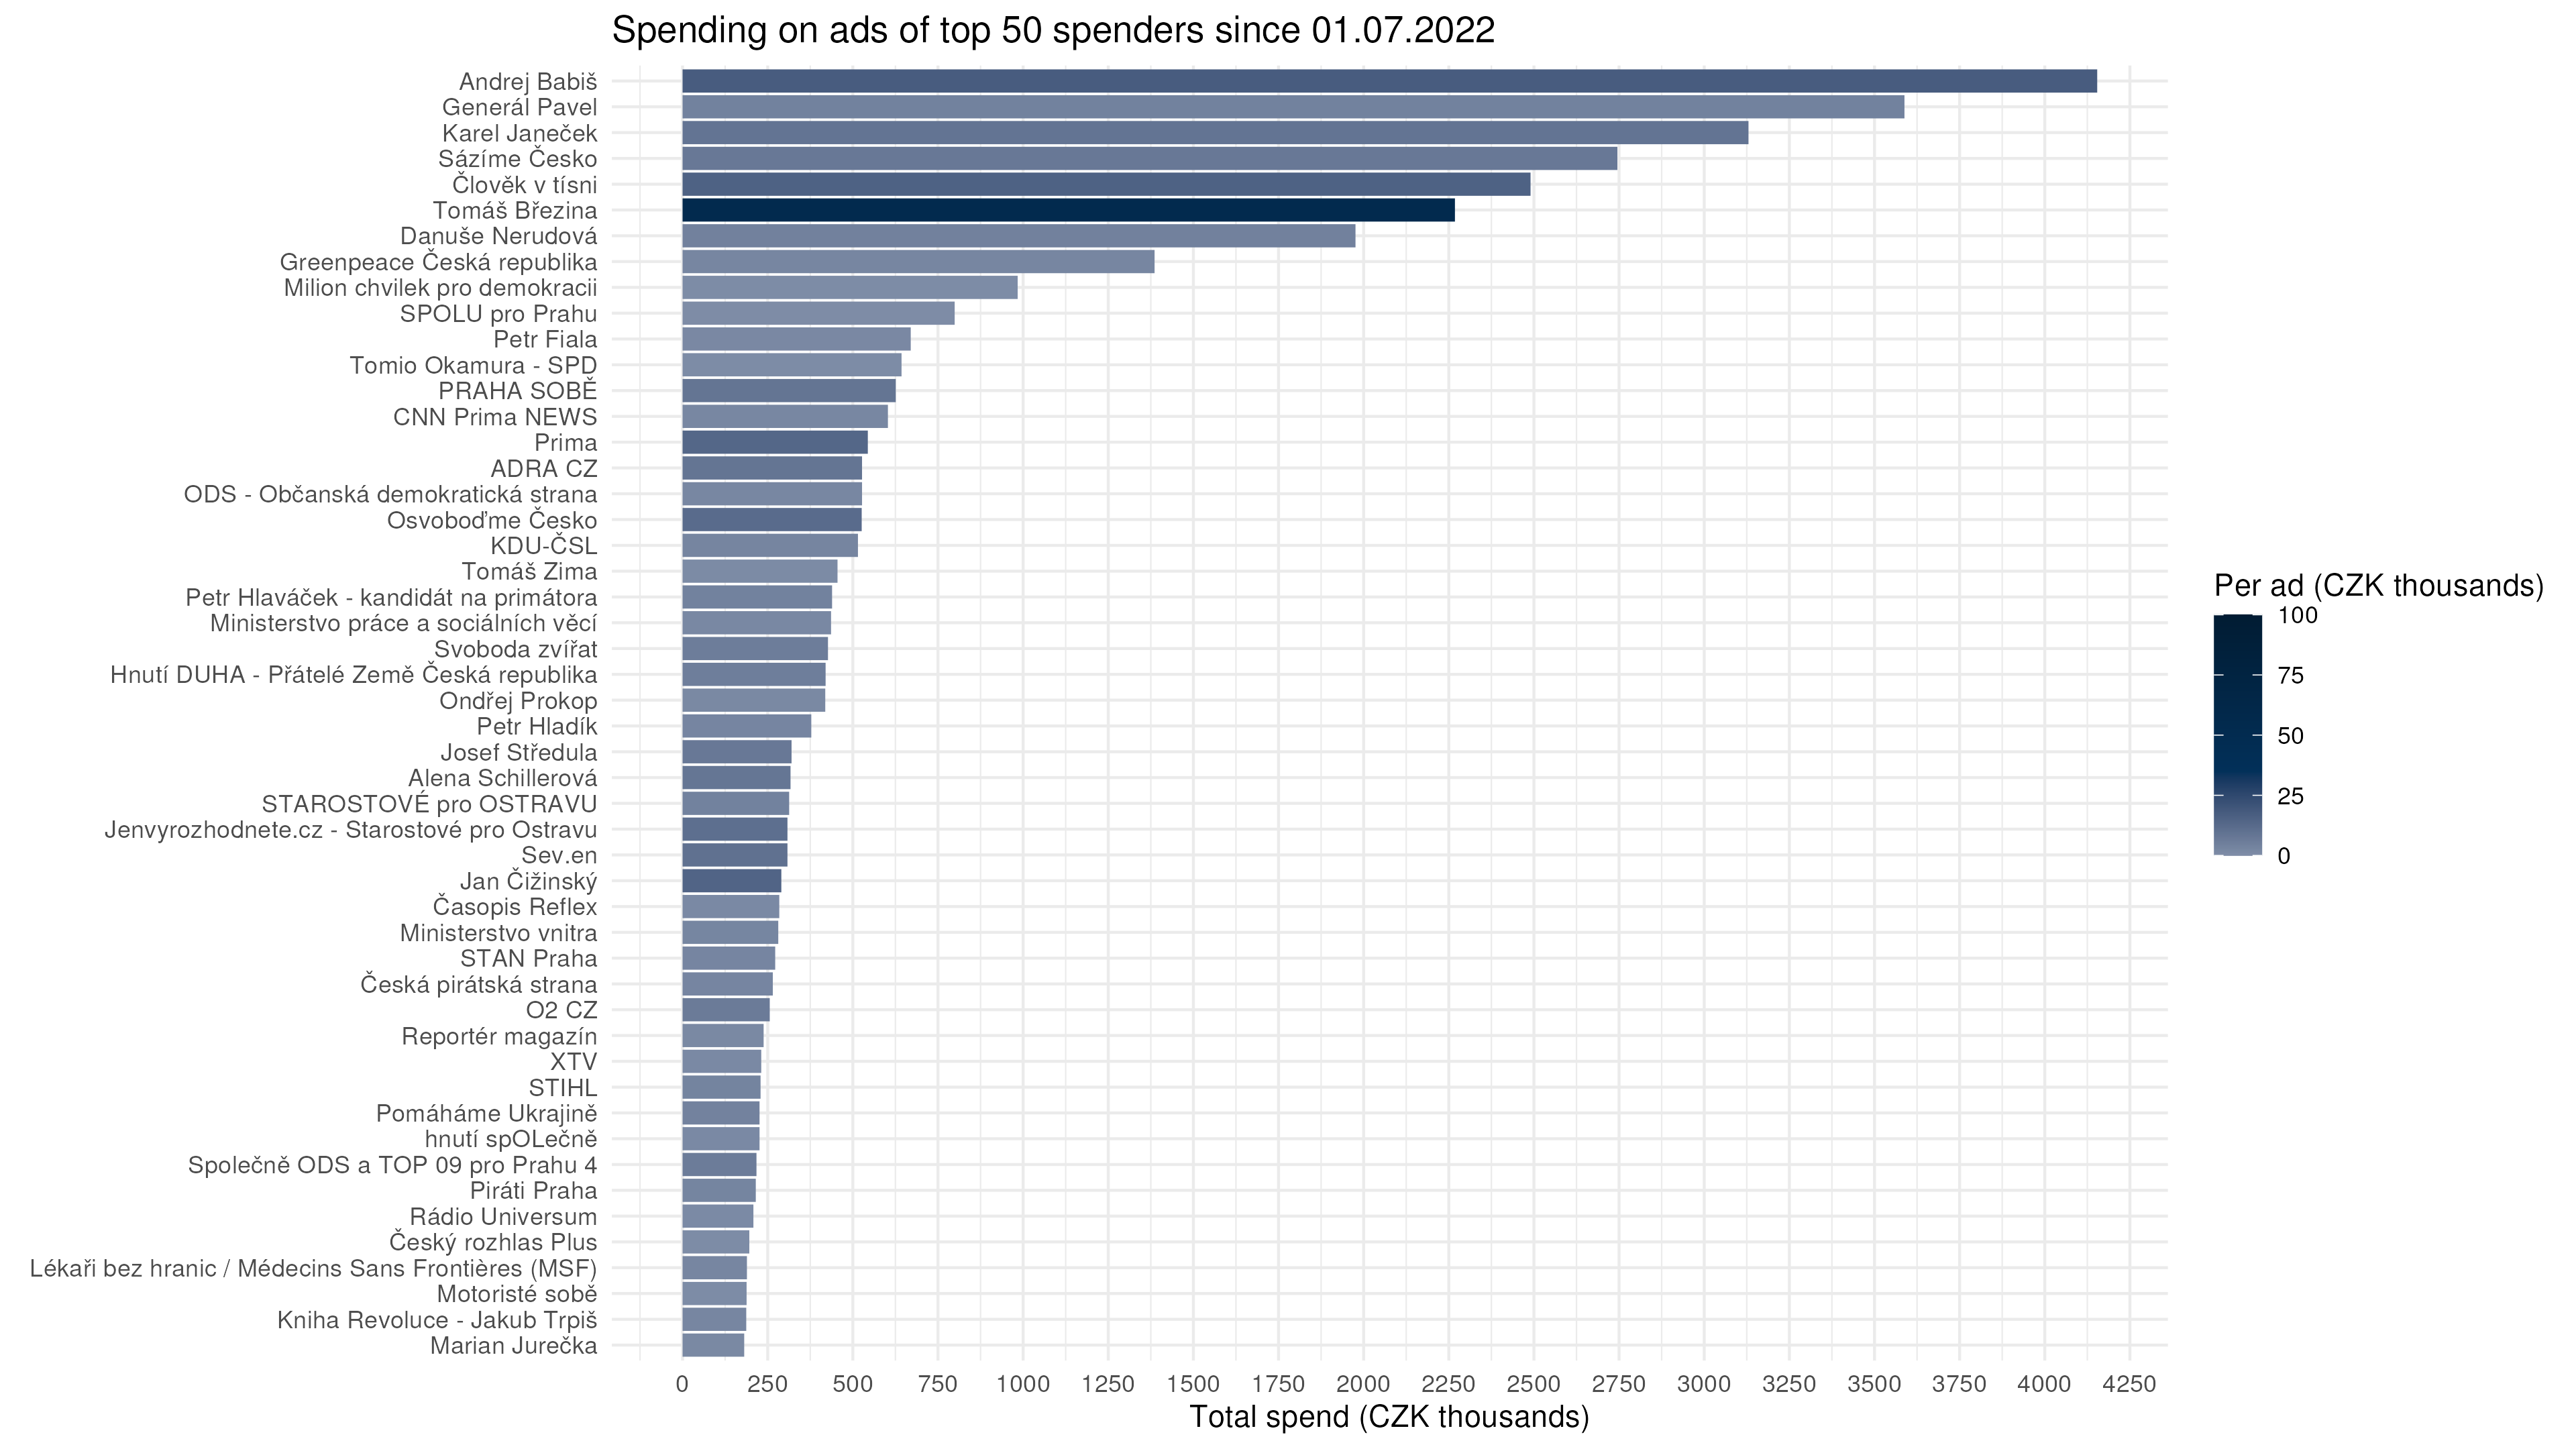 Spending on ads of top 50 spenders since 01.07.2022
Andrej Babiš
Generál Pavel
Karel Janeček
Sázíme Česko
Člověk v tísni
Tomáš Březina
Danuše Nerudová
Greenpeace Česká republika
Milion chvilek pro demokracii
SPOLU pro Prahu
Petr Fiala
Tomio Okamura - SPD
PRAHA SOBĚ
CNN Prima NEWS
Prima
ADRA CZ
ODS - Občanská demokratická strana
Osvoboďme Česko
KDU-ČSL
Tomáš Zima
Petr Hlaváček - kandidát na primátora
Ministerstvo práce a sociálních věcí
Svoboda zvířat
Hnutí DUHA - Přátelé Země Česká republika
Ondřej Prokop
Petr Hladík
Josef Středula
Alena Schillerová
STAROSTOVÉ pro OSTRAVU
Jenvyrozhodnete.cz - Starostové pro Ostravu
Sev.en
Jan Čižinský
Časopis Reflex
Ministerstvo vnitra
STAN Praha
Česká pirátská strana
O2 CZ
Reportér magazín
XTV
STIHL
Pomáháme Ukrajině
hnutí spOLečně
Společně ODS a TOP 09 pro Prahu 4
Piráti Praha
Rádio Universum
Český rozhlas Plus
Lékaři bez hranic / Médecins Sans Frontières (MSF)
Motoristé sobě
Kniha Revoluce - Jakub Trpiš
Marian Jurečka
0 250 500 750 1000 1250 1500 1750 2000 2250 2500 2750 3000 3250 3500 3750 4000 4250
Total spend (CZK thousands)
Per ad (CZK thousands)
100
75
50
25
0